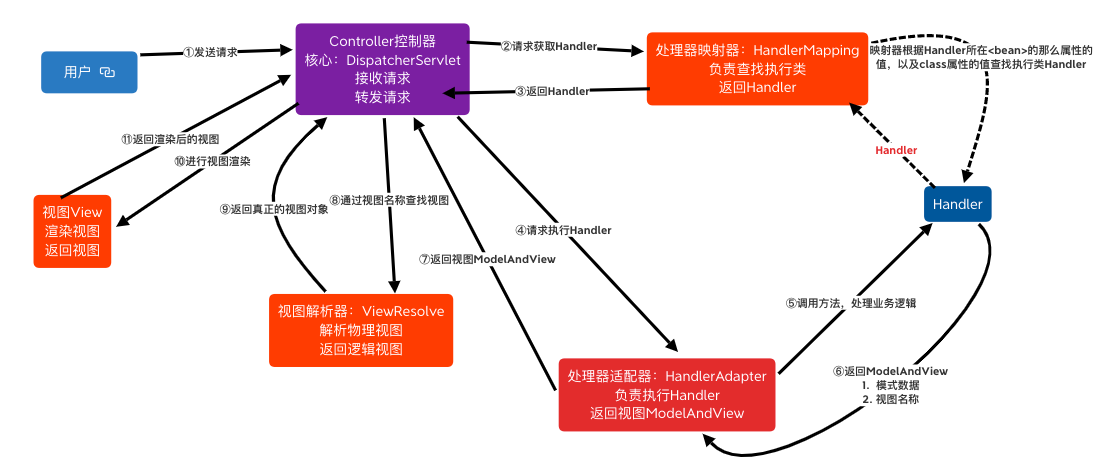 用户
①发送请求
Controller控制器
核心：DispatcherServlet
接收请求
转发请求
②请求获取Handler
③返回Handler
处理器映射器：HandlerMapping
负责查找执行类
返回Handler
映射器根据Handler所在<bean>的那么属性的
值，以及class属性的值查找执行类Handler
Handler
Handler
⑪返回渲染后的视图
⑩进行视图渲染
视图View
渲染视图
返回视图
⑨返回真正的视图对象
⑧通过视图名称查找视图
④请求执行Handler
⑦返回视图ModelAndView
视图解析器：ViewResolve
解析物理视图
返回逻辑视图
⑤调用方法，处理业务逻辑
处理器适配器：HandlerAdapter
负责执行Handler
返回视图ModelAndView
⑥返回ModelAndView
1. 模式数据
2. 视图名称